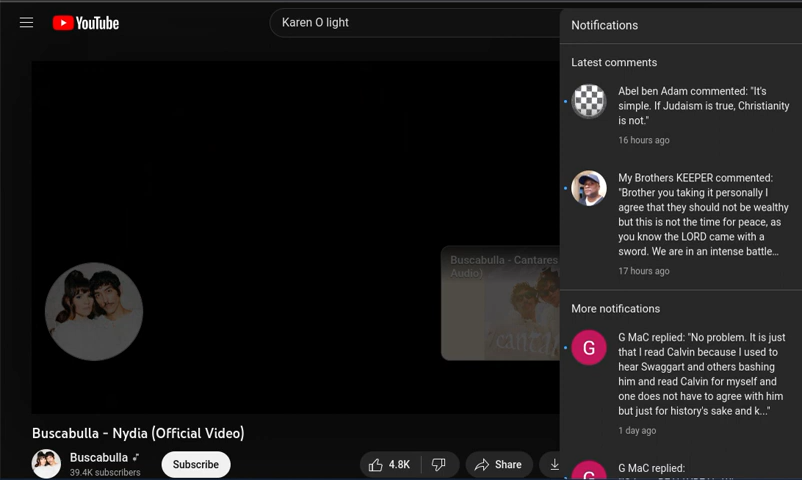 YouTube
Karen O light
Notifications
Latest comments
Abel ben Adam commented: "It's
simple. If Judaism is true, Christianity
is not."
16 hours ago
My Brothers KEEPER commented:
"Brother you taking it personally I
agree that they should not be wealthy
but this is not the time for peace, as
you know the LORD came with a
sword. We are in an intense battle…
17 hours ago
More notifications
G
G MaC replied: "No problem. It is just
that I read Calvin because I used to
hear Swaggart and others bashing
him and read Calvin for myself and
one does not have to agree with him
but just for history's sake and k..."
1 day ago
G MaC replied:
Buscabulla - Cantares
Audio)
canta
Buscabulla - Nydia (Official Video)
Buscabulla
39.4K subscribers
Subscribe
4.8K
Share